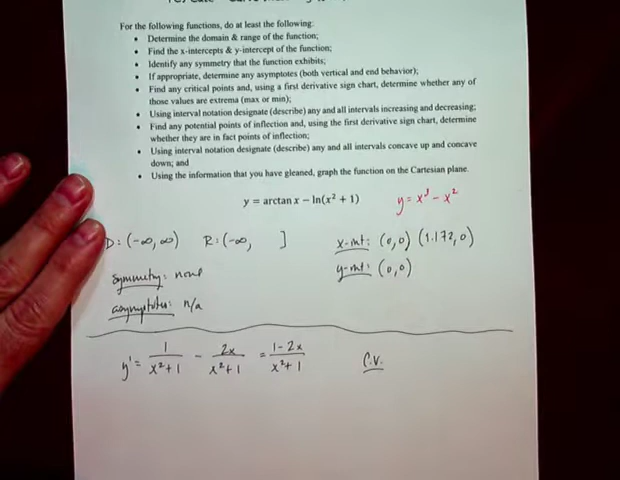 For the following functions, do at least the following:
• Determine the domain & range of the function;
• Find the x-intercepts & y-intercept of the function;
• Identify any symmetry that the function exhibits;
• If appropriate, determine any asymptotes (both vertical and end behavior);
• Find any critical points and, using a first derivative sign chart, determine whether any of
those values are extrema (max or min);
• Using interval notation designate (describe) any and all intervals increasing and decreasing;
• Find any potential points of inflection and, using the first derivative sign chart, determine
whether they are in fact points of inflection;
• Using interval notation designate (describe) any and all intervals concave up and concave
down; and
• Using the information that you have gleaned, graph the function on the Cartesian plane.
y = arctan x − ln(x² + 1) y = x³ − x²
D: (-∞, ∞) R: (-∞, ] x-int: (0,0) (1.172,0)
symmetry: none y-int: (0,0)
asymptotes: n/a
y' = 1/(x²+1) − 2x/(x²+1) = (1-2x)/(x²+1) C.V.